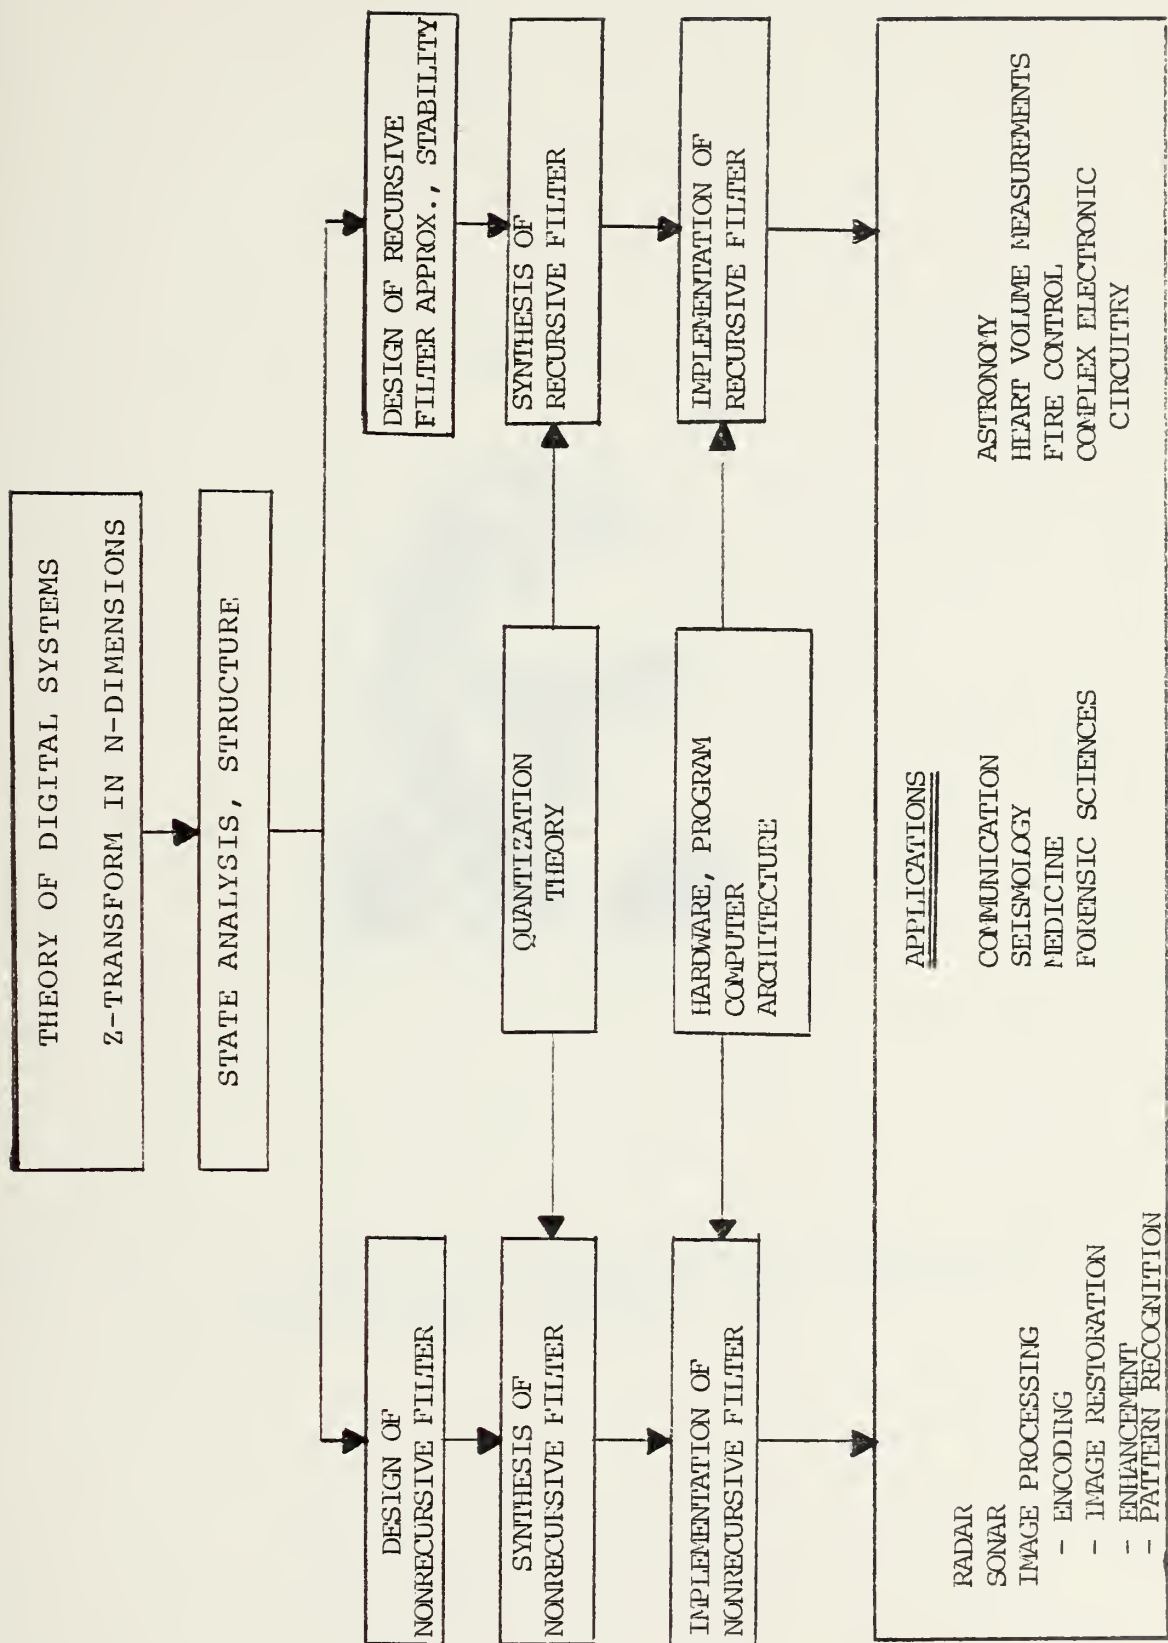 THEORY OF DIGITAL SYSTEMS
Z-TRANSFORM IN N-DIMENSIONS
STATE ANALYSIS, STRUCTURE
DESIGN OF
NONRECURSIVE FILTER
DESIGN OF RECURSIVE
FILTER APPROX., STABILITY
SYNTHESIS OF
NONRECURSIVE FILTER
QUANTIZATION
THEORY
SYNTHESIS OF
RECURSIVE FILTER
IMPLEMENTATION OF
NONRECURSIVE FILTER
HARDWARE, PROGRAM
COMPUTER
ARCHITECTURE
IMPLEMENTATION OF
RECURSIVE FILTER
APPLICATIONS
RADAR
SONAR
IMAGE PROCESSING
- ENCODING
- IMAGE RESTORATION
- ENHANCEMENT
- PATTERN RECOGNITION
COMMUNICATION
SEISMOLOGY
MEDICINE
FORENSIC SCIENCES
ASTRONOMY
HEART VOLUME MEASUREMENTS
FIRE CONTROL
COMPLEX ELECTRONIC
CIRCUITRY